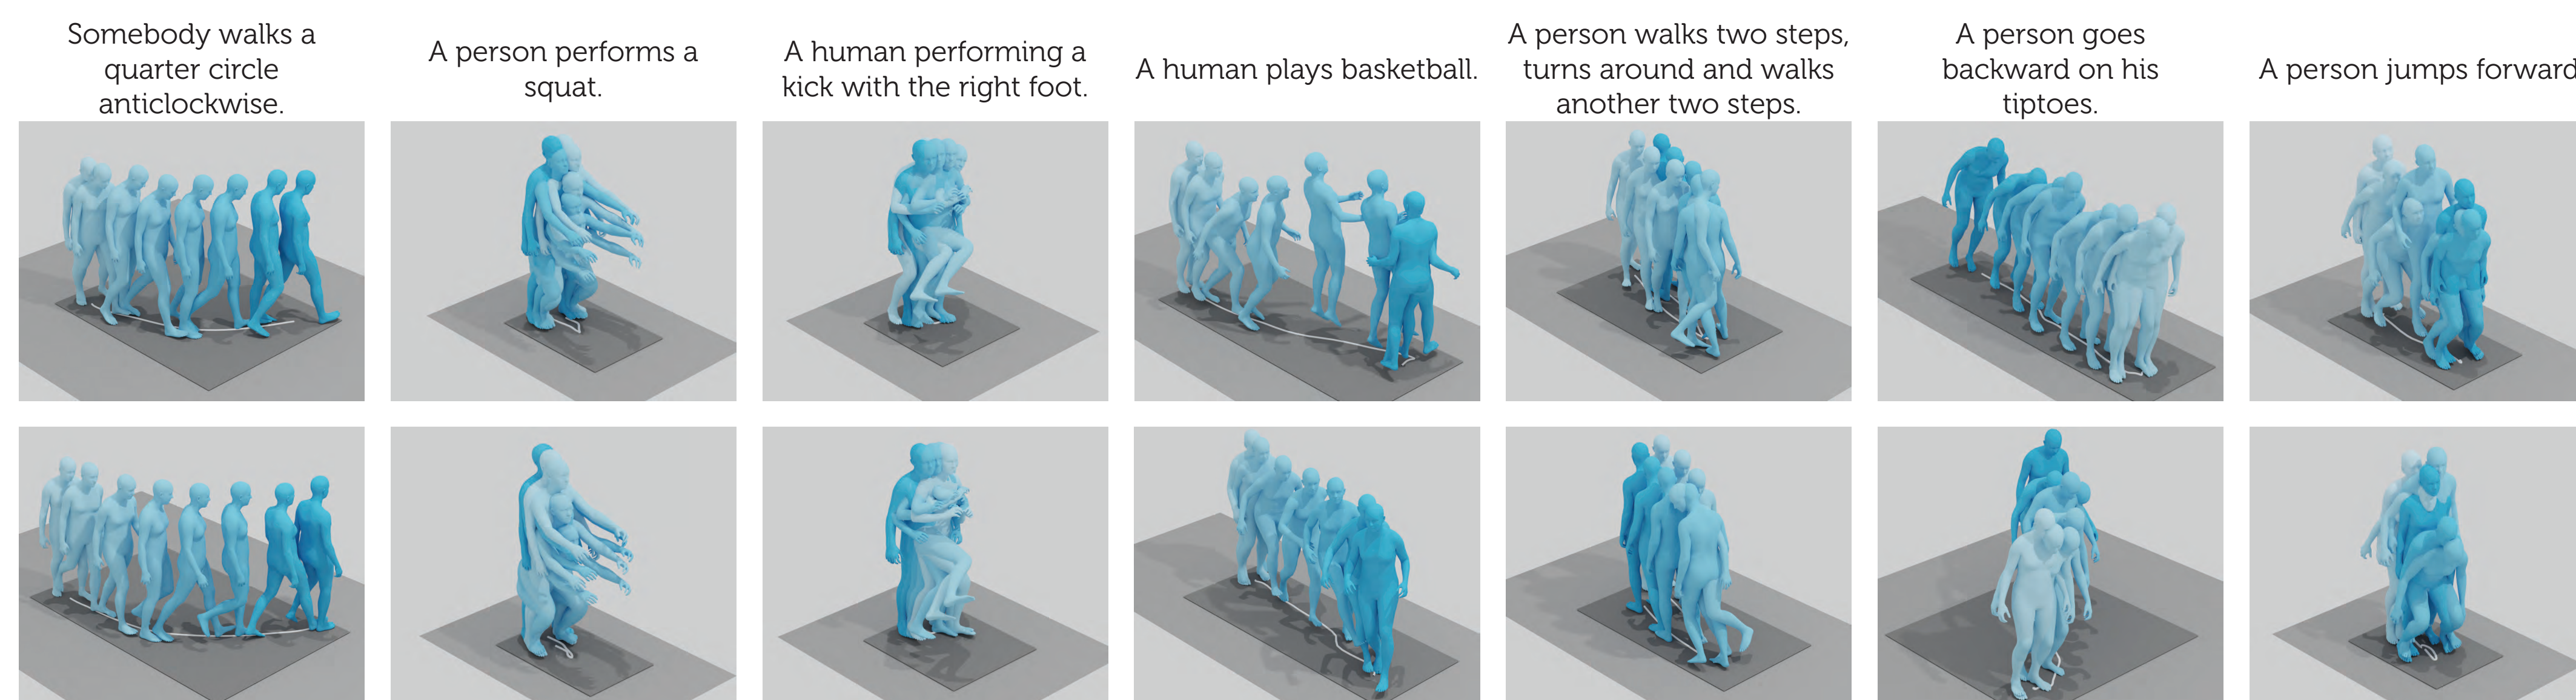 Somebody walks a
quarter circle
anticlockwise.
A person performs a
squat.
A human performing a
kick with the right foot.
A human plays basketball.
A person walks two steps,
turns around and walks
another two steps.
A person goes
backward on his
tiptoes.
A person jumps forward